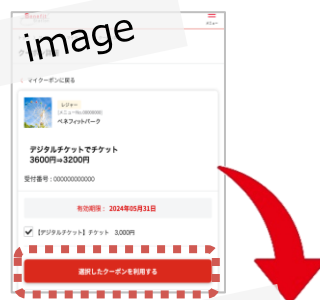 image
メニュー
マイクーポンに戻る
レジャー
ベネフィットパーク
デジタルチケットでチケット
3600円⇒3200円
受付番号：000000000000
有効期限： 2024年05月31日
【デジタルチケット】チケット 3,000円
選択したクーポンを利用する